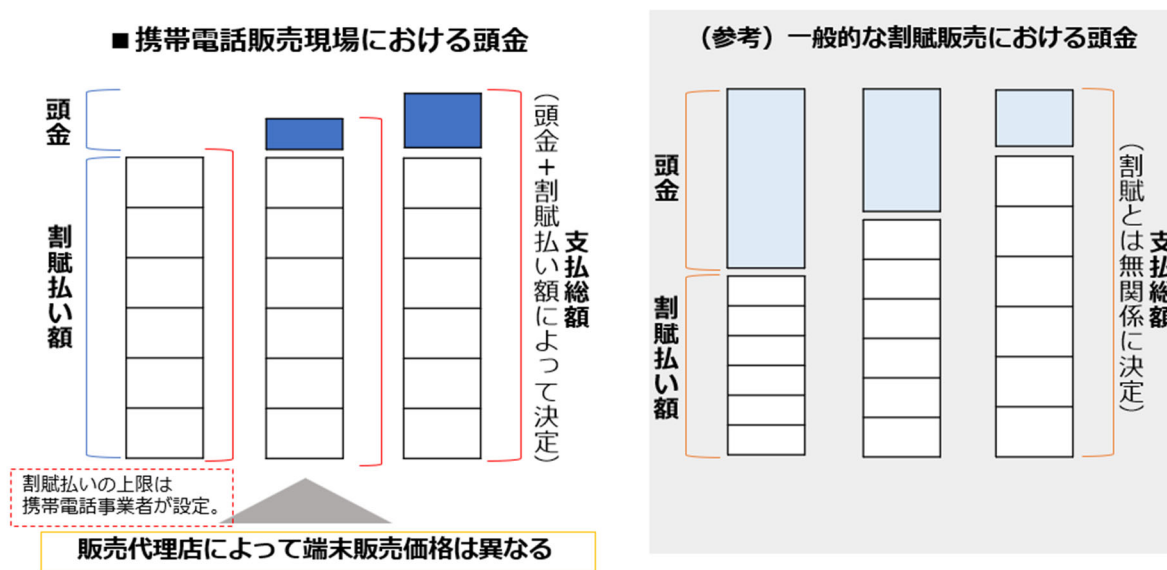 ■携帯電話販売現場における頭金
頭金
割賦払い額
支払総額
（頭金＋割賦払い額によって決定）
割賦払いの上限は
携帯電話事業者が設定。
販売代理店によって端末販売価格は異なる
（参考）一般的な割賦販売における頭金
頭金
割賦払い額
支払総額
（割賦とは無関係に決定）